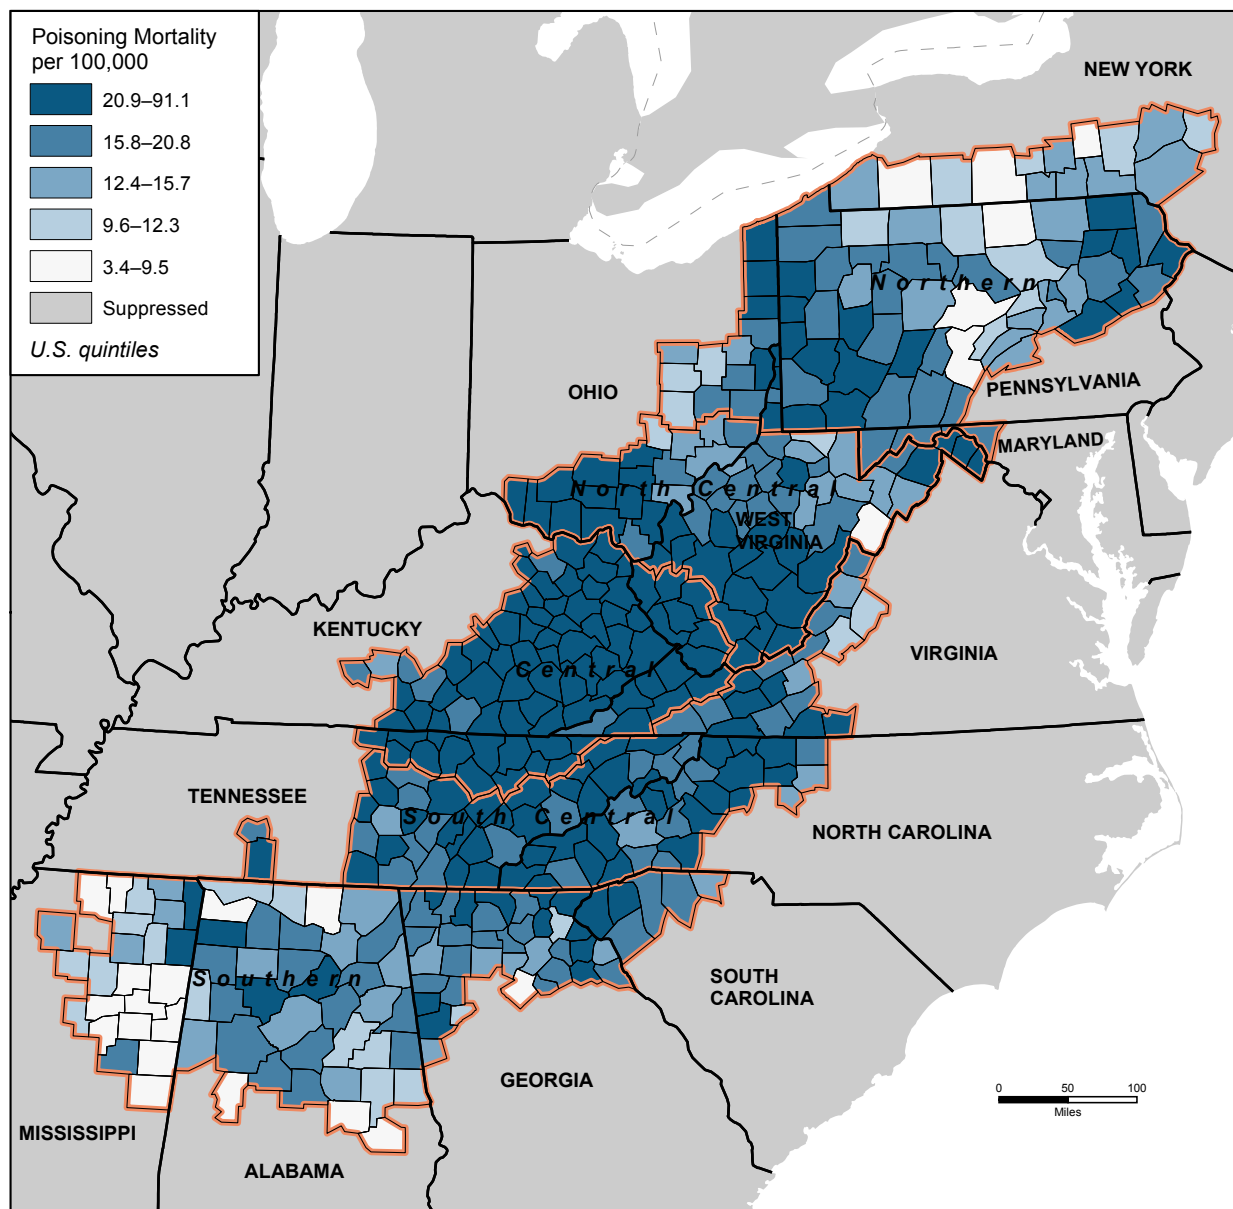 Poisoning Mortality
per 100,000
20.9–91.1
15.8–20.8
12.4–15.7
9.6–12.3
3.4–9.5
Suppressed
U.S. quintiles
NEW YORK
Northern
PENNSYLVANIA
OHIO
MARYLAND
North Central
WEST
VIRGINIA
KENTUCKY
VIRGINIA
Central
TENNESSEE
South Central
NORTH CAROLINA
Southern
SOUTH
CAROLINA
GEORGIA
0 50 100
Miles
MISSISSIPPI
ALABAMA